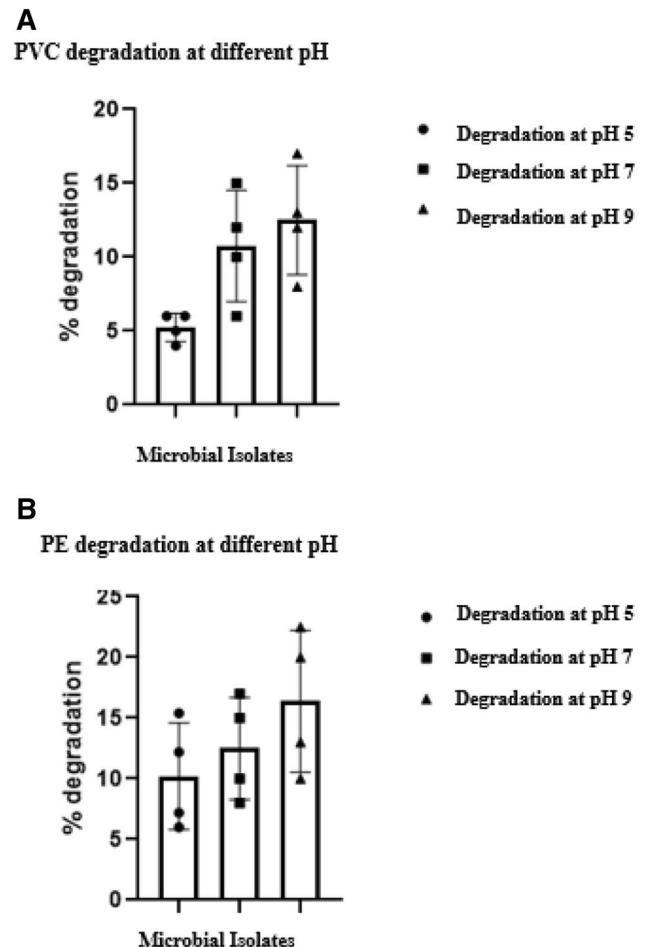 A
PVC degradation at different pH
20
15
10
5
0
% degradation
Microbial Isolates
Degradation at pH 5
Degradation at pH 7
Degradation at pH 9
B
PE degradation at different pH
25
20
15
10
5
0
% degradation
Microbial Isolates
Degradation at pH 5
Degradation at pH 7
Degradation at pH 9